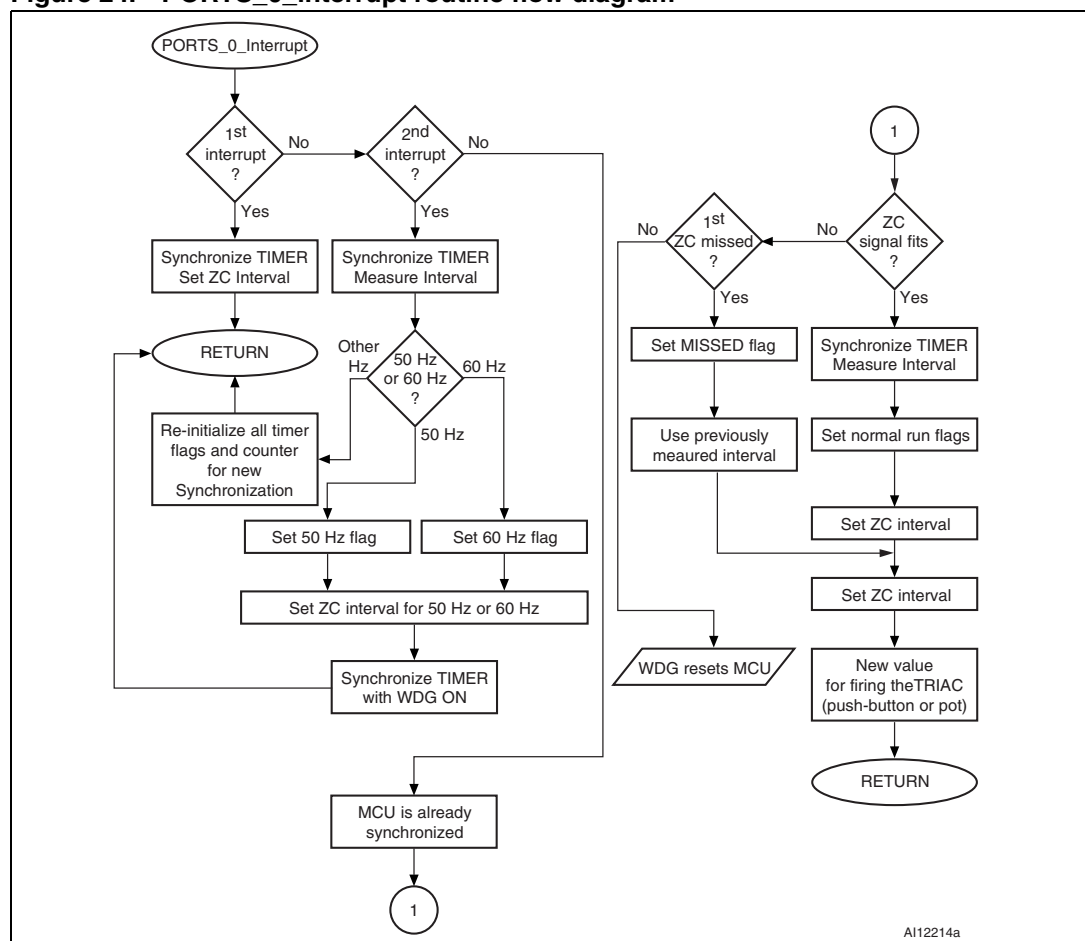 PORTS_0_Interrupt
1st
interrupt
?
No
Yes
2nd
interrupt
?
No
Yes
Synchronize TIMER
Set ZC Interval
Synchronize TIMER
Measure Interval
RETURN
Other
Hz
50 Hz
or 60 Hz
?
60 Hz
50 Hz
Re-initialize all timer
flags and counter
for new
Synchronization
Set 50 Hz flag
Set 60 Hz flag
Set ZC interval for 50 Hz or 60 Hz
Synchronize TIMER
with WDG ON
MCU is already
synchronized
1
1
ZC
signal fits
?
No
Yes
1st
ZC missed
?
No
Yes
Set MISSED flag
Use previously
meaured interval
Synchronize TIMER
Measure Interval
Set normal run flags
Set ZC interval
Set ZC interval
WDG resets MCU
New value
for firing theTRIAC
(push-button or pot)
RETURN
AI12214a